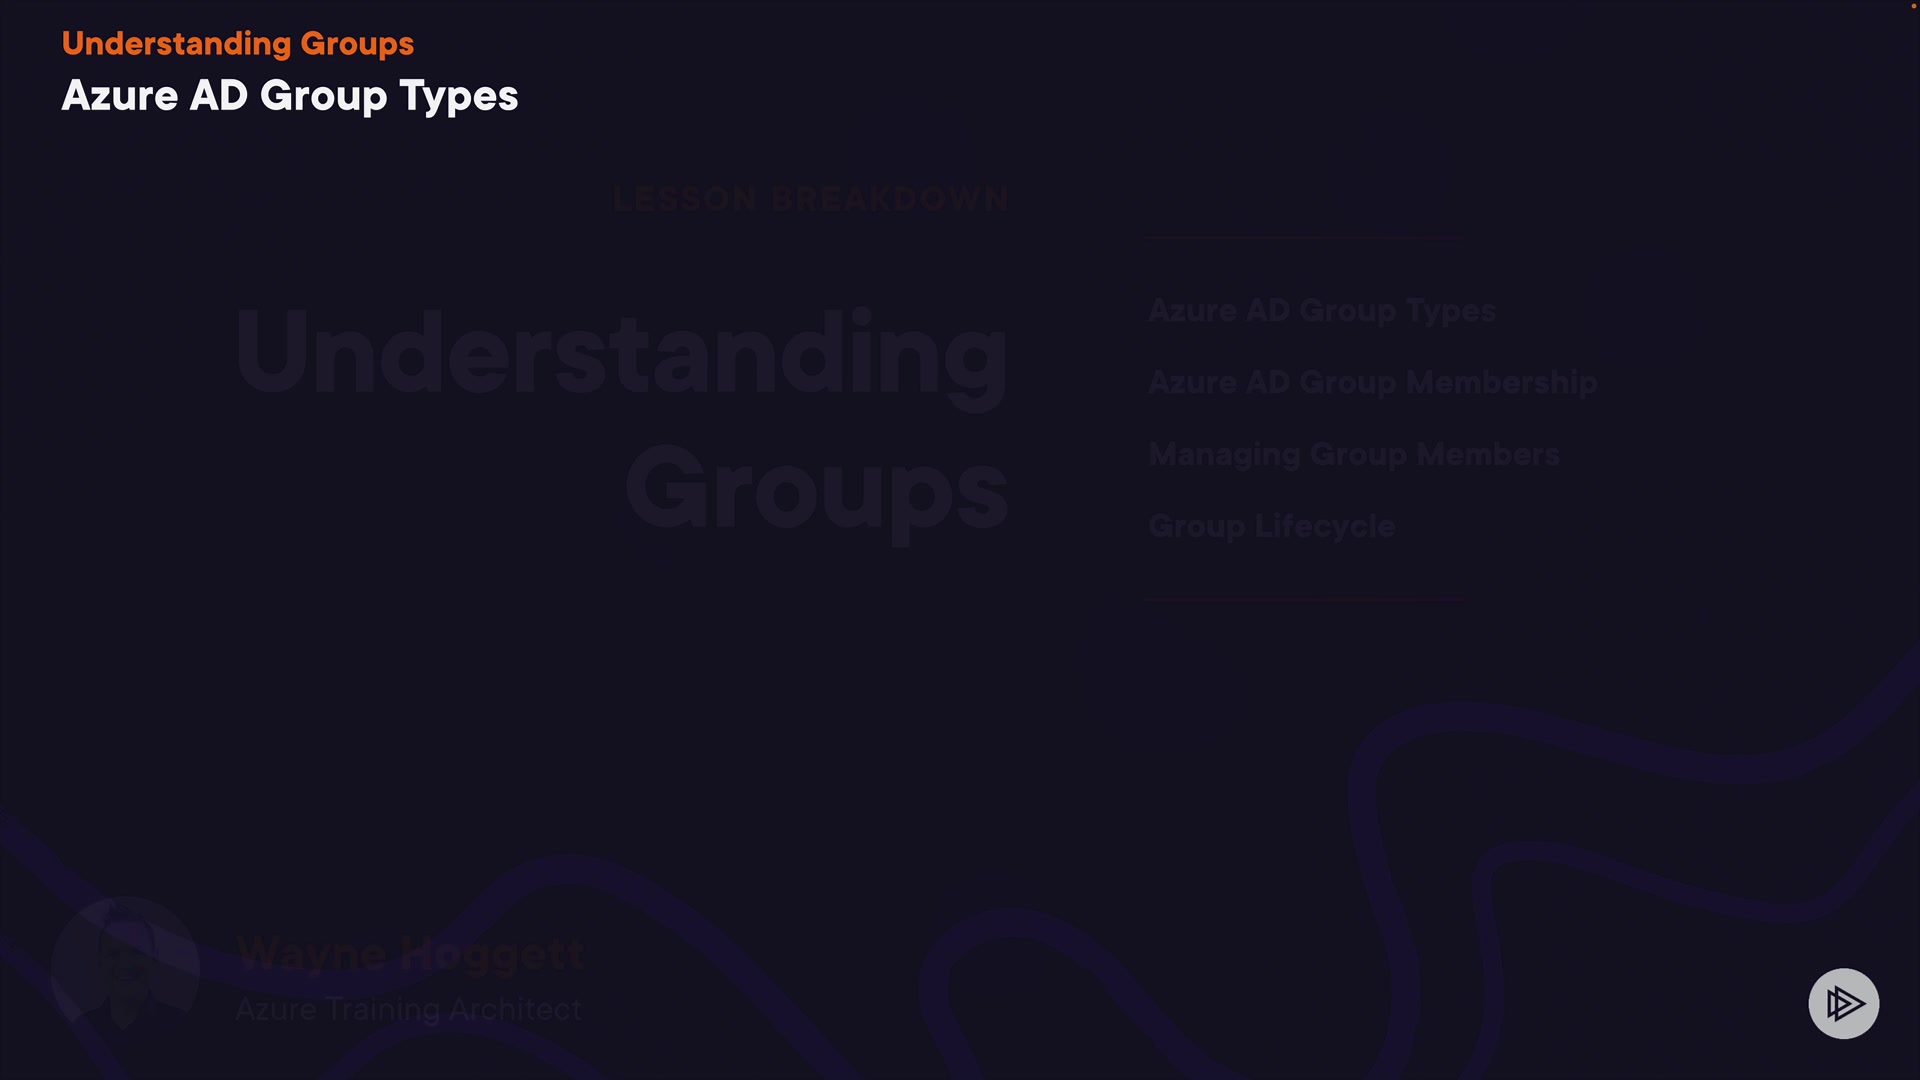 Understanding Groups
Azure AD Group Types
LESSON BREAKDOWN
Understanding
Groups
Azure AD Group Types
Azure AD Group Membership
Managing Group Members
Group Lifecycle
Wayne Hoggett
Azure Training Architect